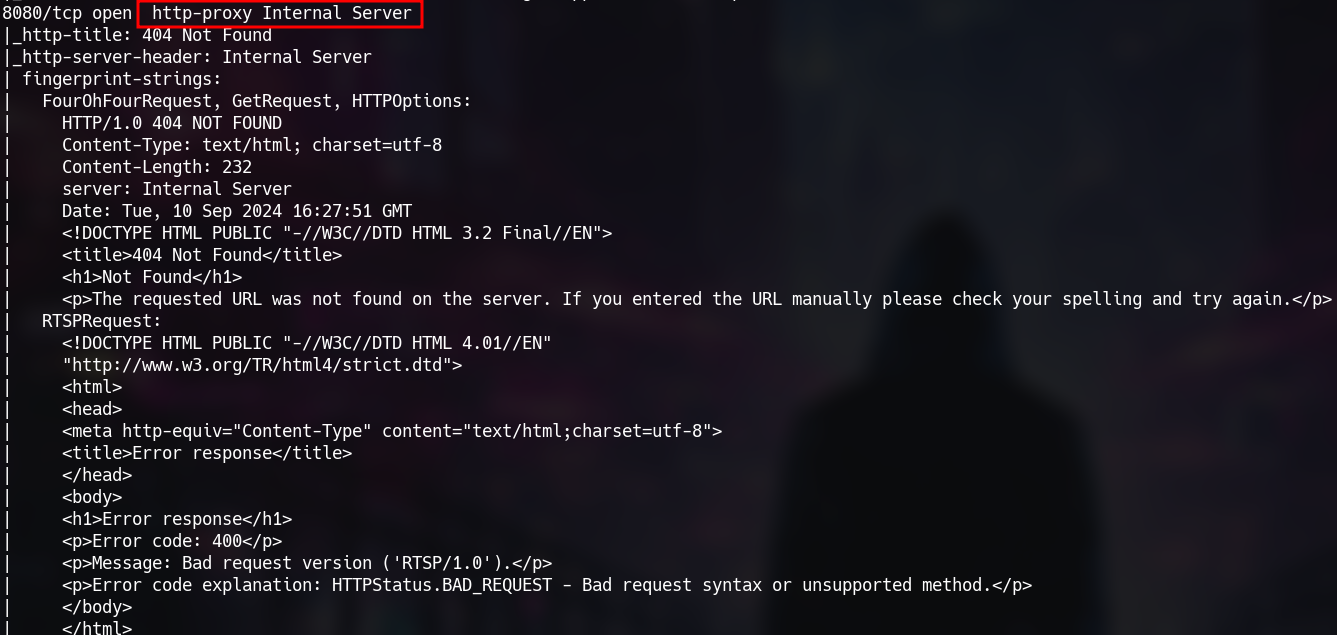 8080/tcp open  http-proxy Internal Server
|_http-title: 404 Not Found
|_http-server-header: Internal Server
| fingerprint-strings:
|   FourOhFourRequest, GetRequest, HTTPOptions:
|     HTTP/1.0 404 NOT FOUND
|     Content-Type: text/html; charset=utf-8
|     Content-Length: 232
|     server: Internal Server
|     Date: Tue, 10 Sep 2024 16:27:51 GMT
|     <!DOCTYPE HTML PUBLIC "-//W3C//DTD HTML 3.2 Final//EN">
|     <title>404 Not Found</title>
|     <h1>Not Found</h1>
|     <p>The requested URL was not found on the server. If you entered the URL manually please check your spelling and try again.</p>
|   RTSPRequest:
|     <!DOCTYPE HTML PUBLIC "-//W3C//DTD HTML 4.01//EN"
|     "http://www.w3.org/TR/html4/strict.dtd">
|     <html>
|     <head>
|     <meta http-equiv="Content-Type" content="text/html;charset=utf-8">
|     <title>Error response</title>
|     </head>
|     <body>
|     <h1>Error response</h1>
|     <p>Error code: 400</p>
|     <p>Message: Bad request version ('RTSP/1.0').</p>
|     <p>Error code explanation: HTTPStatus.BAD_REQUEST - Bad request syntax or unsupported method.</p>
|     </body>
|     </html>